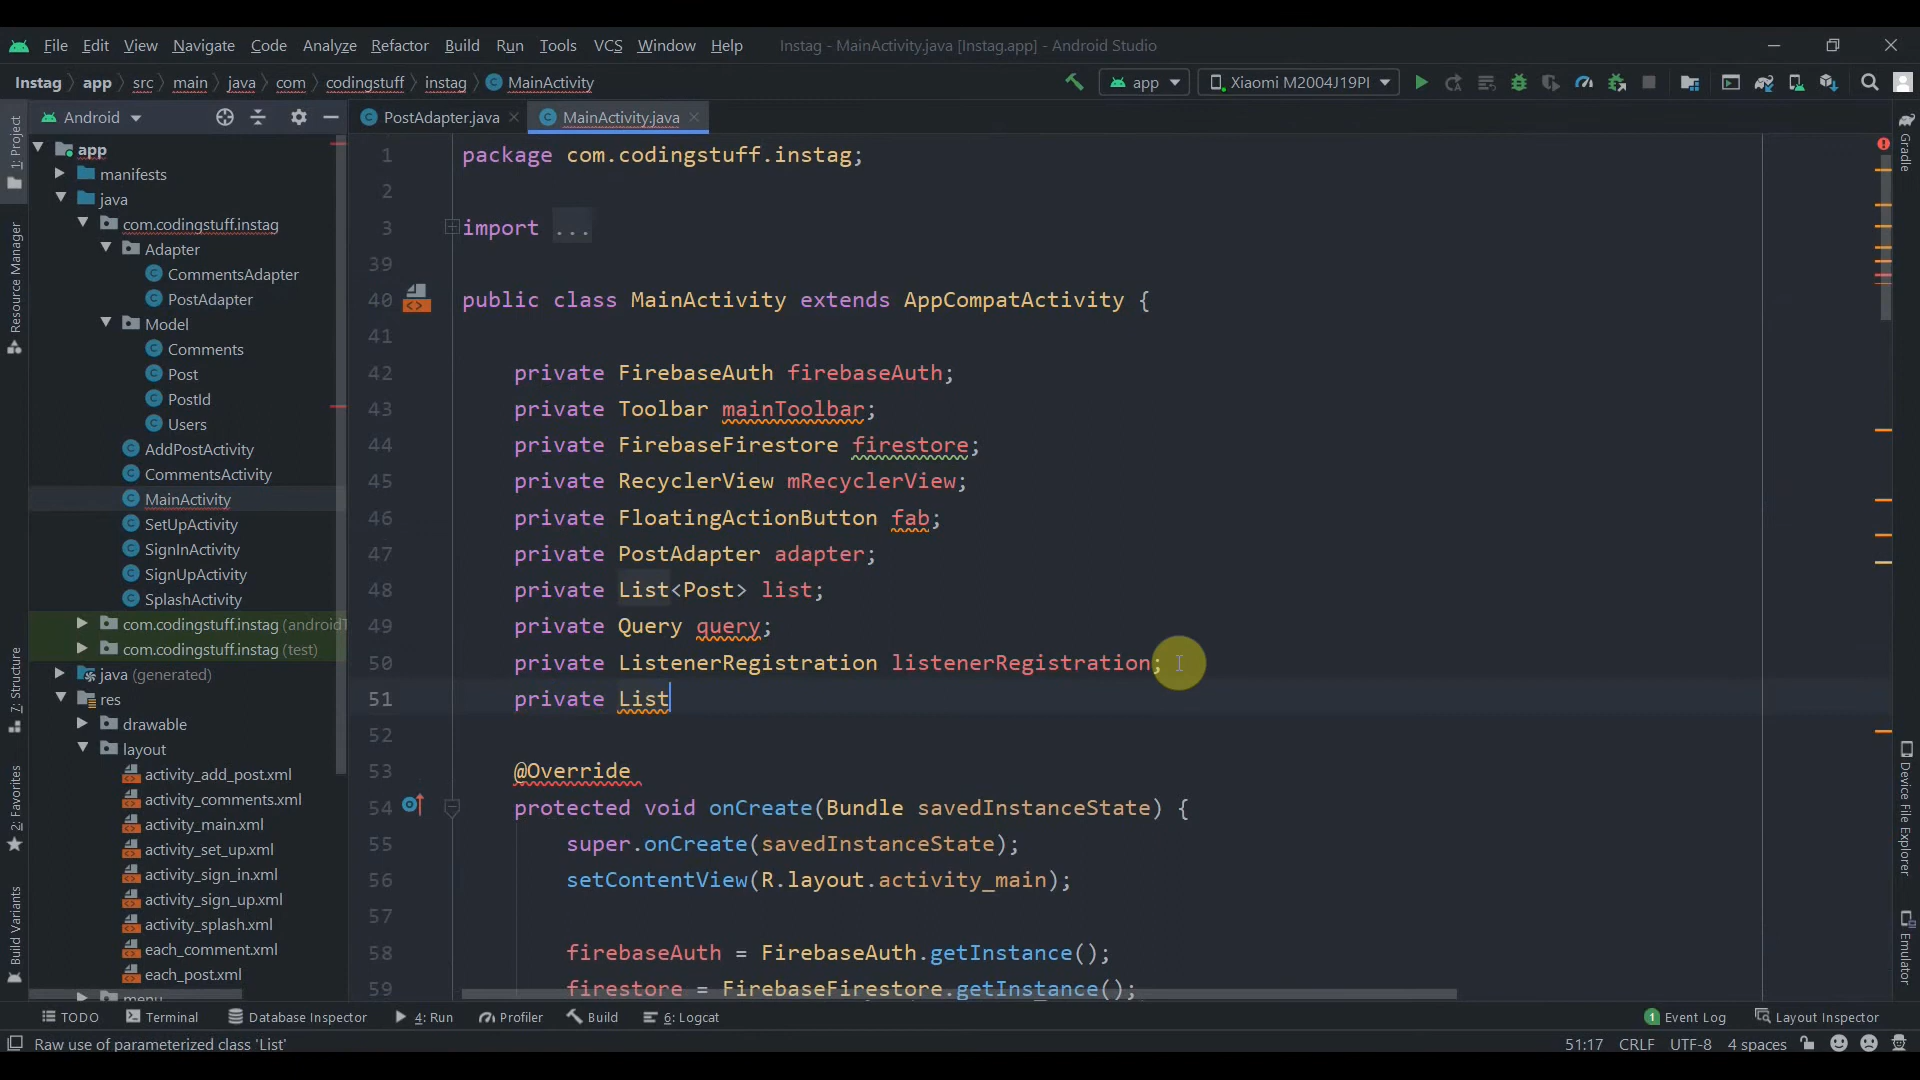 File Edit View Navigate Code Analyze Refactor Build Run Tools VCS Window Help Instag - MainActivity.java [Instag.app] - Android Studio
Instag app src main java com codingstuff instag MainActivity app Xiaomi M2004J19PI
Android PostAdapter.java MainActivity.java
1: Project
Resource Manager
7: Structure
2: Favorites
Build Variants
app
manifests
java
com.codingstuff.instag
Adapter
CommentsAdapter
PostAdapter
Model
Comments
Post
PostId
Users
AddPostActivity
CommentsActivity
MainActivity
SetUpActivity
SignInActivity
SignUpActivity
SplashActivity
com.codingstuff.instag (androidT
com.codingstuff.instag (test)
java (generated)
res
drawable
layout
activity_add_post.xml
activity_comments.xml
activity_main.xml
activity_set_up.xml
activity_sign_in.xml
activity_sign_up.xml
activity_splash.xml
each_comment.xml
each_post.xml
menu
1 package com.codingstuff.instag;
2
3 import ...
39
40 public class MainActivity extends AppCompatActivity {
41
42 private FirebaseAuth firebaseAuth;
43 private Toolbar mainToolbar;
44 private FirebaseFirestore firestore;
45 private RecyclerView mRecyclerView;
46 private FloatingActionButton fab;
47 private PostAdapter adapter;
48 private List<Post> list;
49 private Query query;
50 private ListenerRegistration listenerRegistration;
51 private List
52
53 @Override
54 protected void onCreate(Bundle savedInstanceState) {
55 super.onCreate(savedInstanceState);
56 setContentView(R.layout.activity_main);
57
58 firebaseAuth = FirebaseAuth.getInstance();
59 firestore = FirebaseFirestore.getInstance();
Gradle
Device File Explorer
Emulator
TODO Terminal Database Inspector 4: Run Profiler Build 6: Logcat 1 Event Log Layout Inspector
Raw use of parameterized class 'List' 51:17 CRLF UTF-8 4 spaces